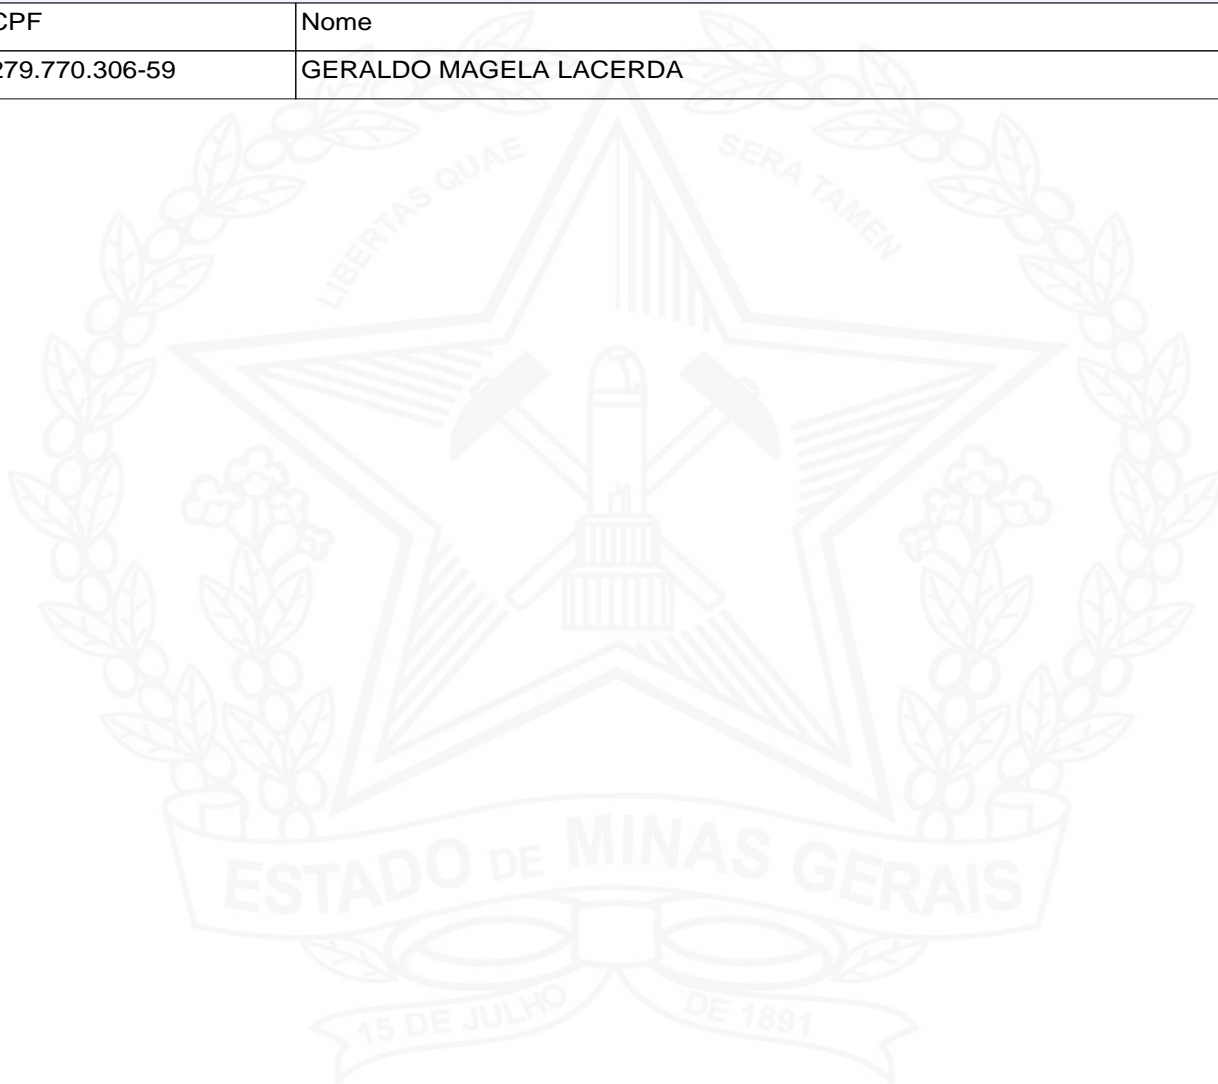 CPF Nome
279.770.306-59 GERALDO MAGELA LACERDA
LIBERTAS QUAE SERA TAMEN
ESTADO DE MINAS GERAIS
15 DE JULHO DE 1891